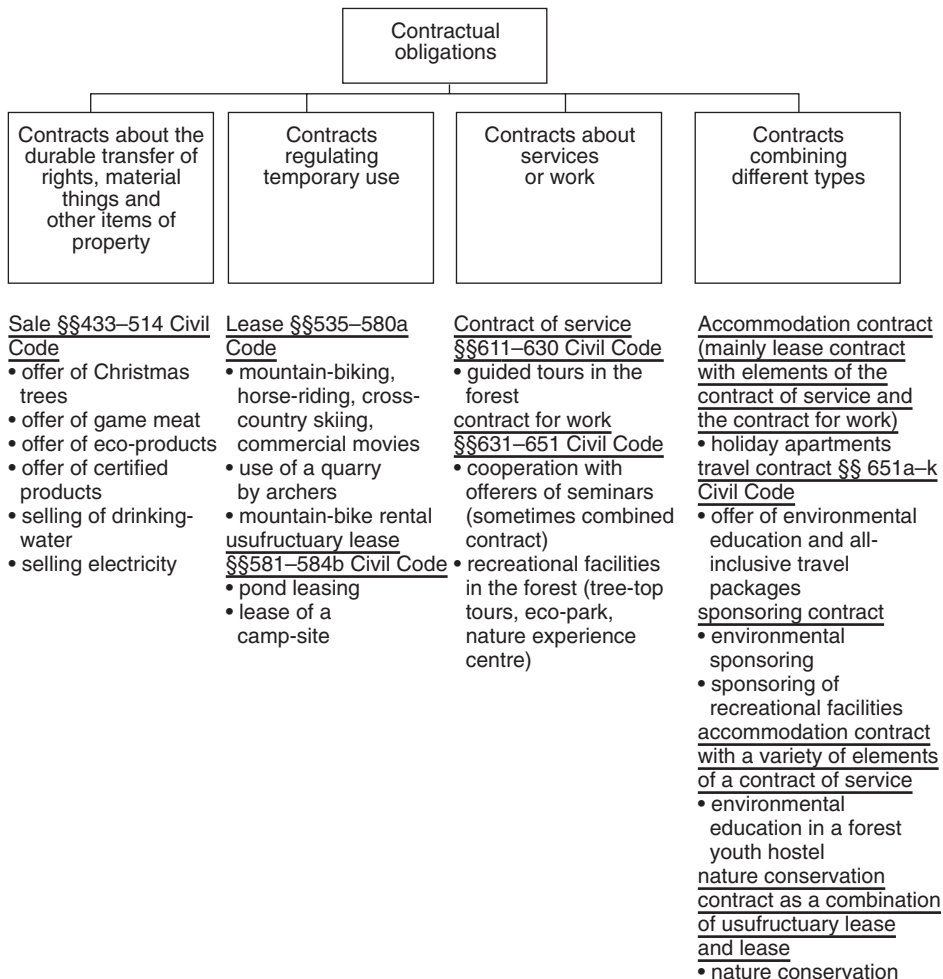 Contractual
obligations
Contracts about the
durable transfer of
rights, material
things and
other items of
property
Contracts
regulating
temporary use
Contracts about
services
or work
Contracts
combining
different types
Sale §§433–514 Civil
Code
• offer of Christmas
trees
• offer of game meat
• offer of eco-products
• offer of certified
products
• selling of drinking-
water
• selling electricity
Lease §§535–580a
Code
• mountain-biking,
horse-riding, cross-
country skiing,
commercial movies
• use of a quarry
by archers
• mountain-bike rental
usufructuary lease
§§581–584b Civil Code
• pond leasing
• lease of a
camp-site
Contract of service
§§611–630 Civil Code
• guided tours in the
forest
contract for work
§§631–651 Civil Code
• cooperation with
offerers of seminars
(sometimes combined
contract)
• recreational facilities
in the forest (tree-top
tours, eco-park,
nature experience
centre)
Accommodation contract
(mainly lease contract
with elements of the
contract of service and
the contract for work)
• holiday apartments
travel contract §§ 651a–k
Civil Code
• offer of environmental
education and all-
inclusive travel
packages
sponsoring contract
• environmental
sponsoring
• sponsoring of
recreational facilities
accommodation contract
with a variety of elements
of a contract of service
• environmental
education in a forest
youth hostel
nature conservation
contract as a combination
of usufructuary lease
and lease
• nature conservation